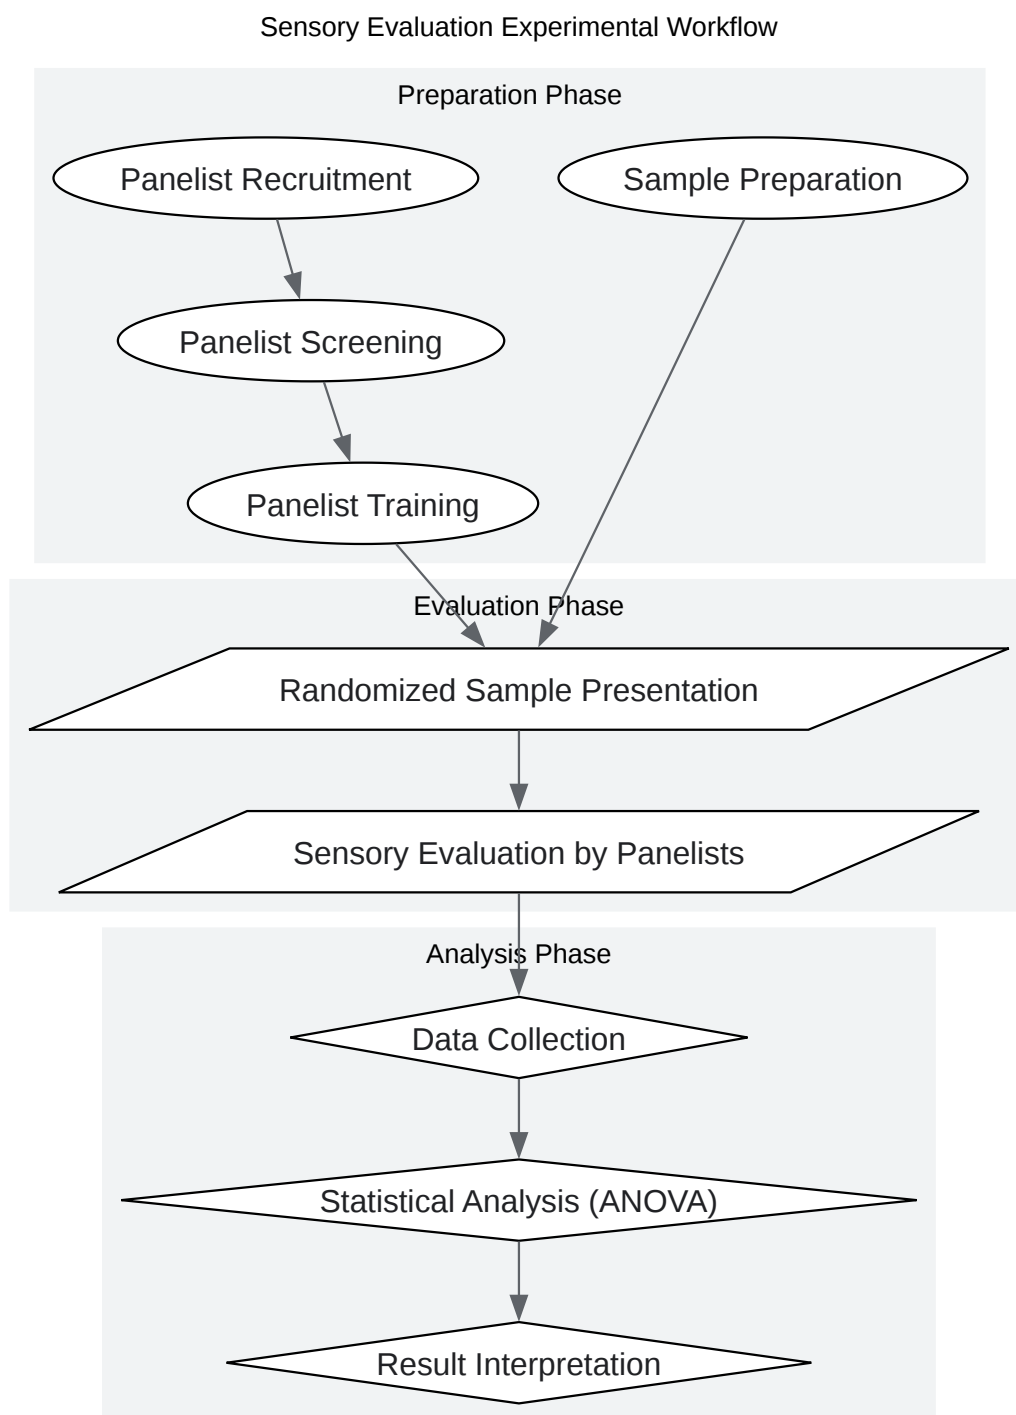 Sensory Evaluation Experimental Workflow
Preparation Phase
Panelist Recruitment
Sample Preparation
Panelist Screening
Panelist Training
Evaluation Phase
Randomized Sample Presentation
Sensory Evaluation by Panelists
Analysis Phase
Data Collection
Statistical Analysis (ANOVA)
Result Interpretation